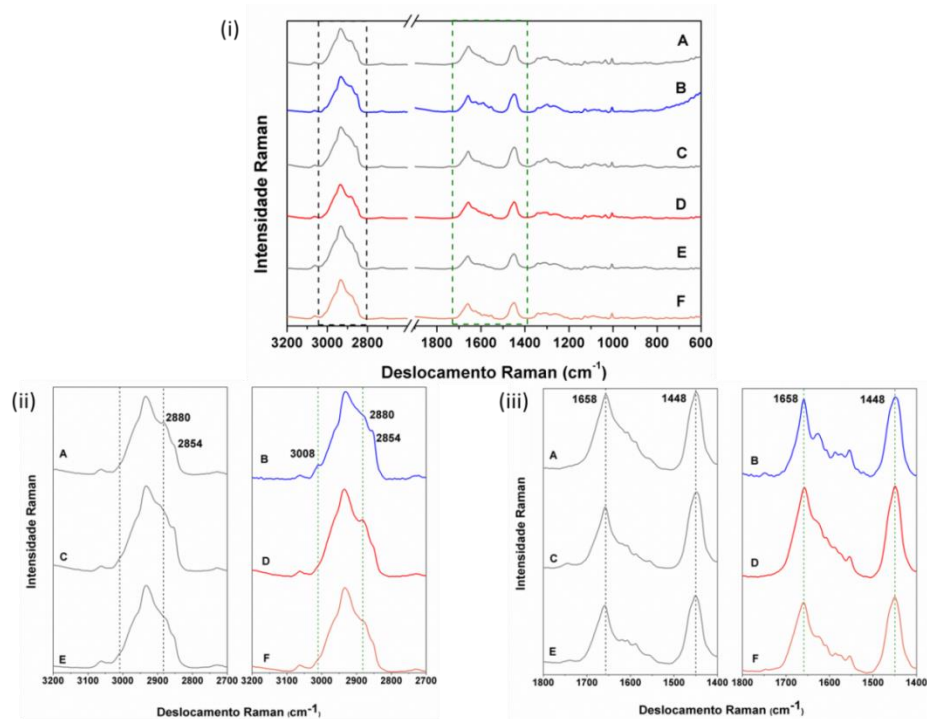 (i)
Intensidade Raman
A
B
C
D
E
F
3200 3000 2800 1800 1600 1400 1200 1000 800 600
Deslocamento Raman (cm-1)
(ii)
Intensidade Raman
A
2880
2854
C
E
3200 3100 3000 2900 2800 2700
3008
2880
2854
B
D
F
3200 3100 3000 2900 2800 2700
Deslocamento Raman (cm-1)
(iii)
Intensidade Raman
1658 1448
A
C
E
1800 1700 1600 1500 1400
1658 1448
B
D
F
1800 1700 1600 1500 1400
Deslocamento Raman (cm-1)